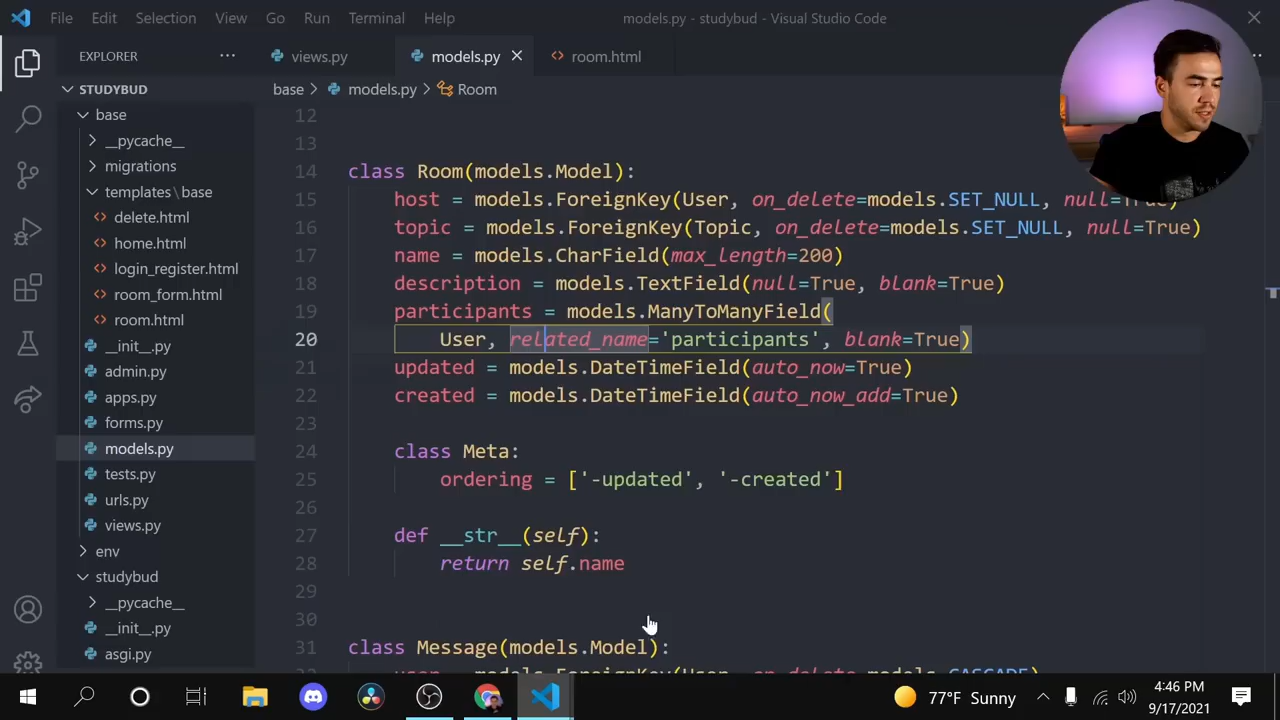 File Edit Selection View Go Run Terminal Help models.py - studybud - Visual Studio Code
EXPLORER
views.py models.py room.html
STUDYBUD
base > models.py > Room
base
__pycache__
migrations
templates\base
delete.html
home.html
login_register.html
room_form.html
room.html
__init__.py
admin.py
apps.py
forms.py
models.py
tests.py
urls.py
views.py
env
studybud
__pycache__
__init__.py
asgi.py
12
13
14 class Room(models.Model):
15 host = models.ForeignKey(User, on_delete=models.SET_NULL, null=True)
16 topic = models.ForeignKey(Topic, on_delete=models.SET_NULL, null=True)
17 name = models.CharField(max_length=200)
18 description = models.TextField(null=True, blank=True)
19 participants = models.ManyToManyField(
20 User, related_name='participants', blank=True)
21 updated = models.DateTimeField(auto_now=True)
22 created = models.DateTimeField(auto_now_add=True)
23
24 class Meta:
25 ordering = ['-updated', '-created']
26
27 def __str__(self):
28 return self.name
29
30
31 class Message(models.Model):
user = models.ForeignKey(User, on_delete=models.CASCADE)
77°F Sunny
4:46 PM
9/17/2021